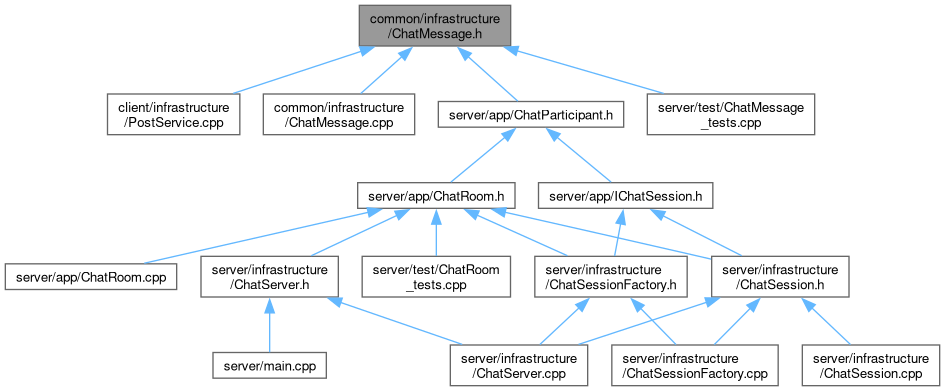 common/infrastructure
/ChatMessage.h
client/infrastructure
/PostService.cpp
common/infrastructure
/ChatMessage.cpp
server/app/ChatParticipant.h
server/test/ChatMessage
_tests.cpp
server/app/ChatRoom.h
server/app/IChatSession.h
server/app/ChatRoom.cpp
server/infrastructure
/ChatServer.h
server/test/ChatRoom
_tests.cpp
server/infrastructure
/ChatSessionFactory.h
server/infrastructure
/ChatSession.h
server/main.cpp
server/infrastructure
/ChatServer.cpp
server/infrastructure
/ChatSessionFactory.cpp
server/infrastructure
/ChatSession.cpp